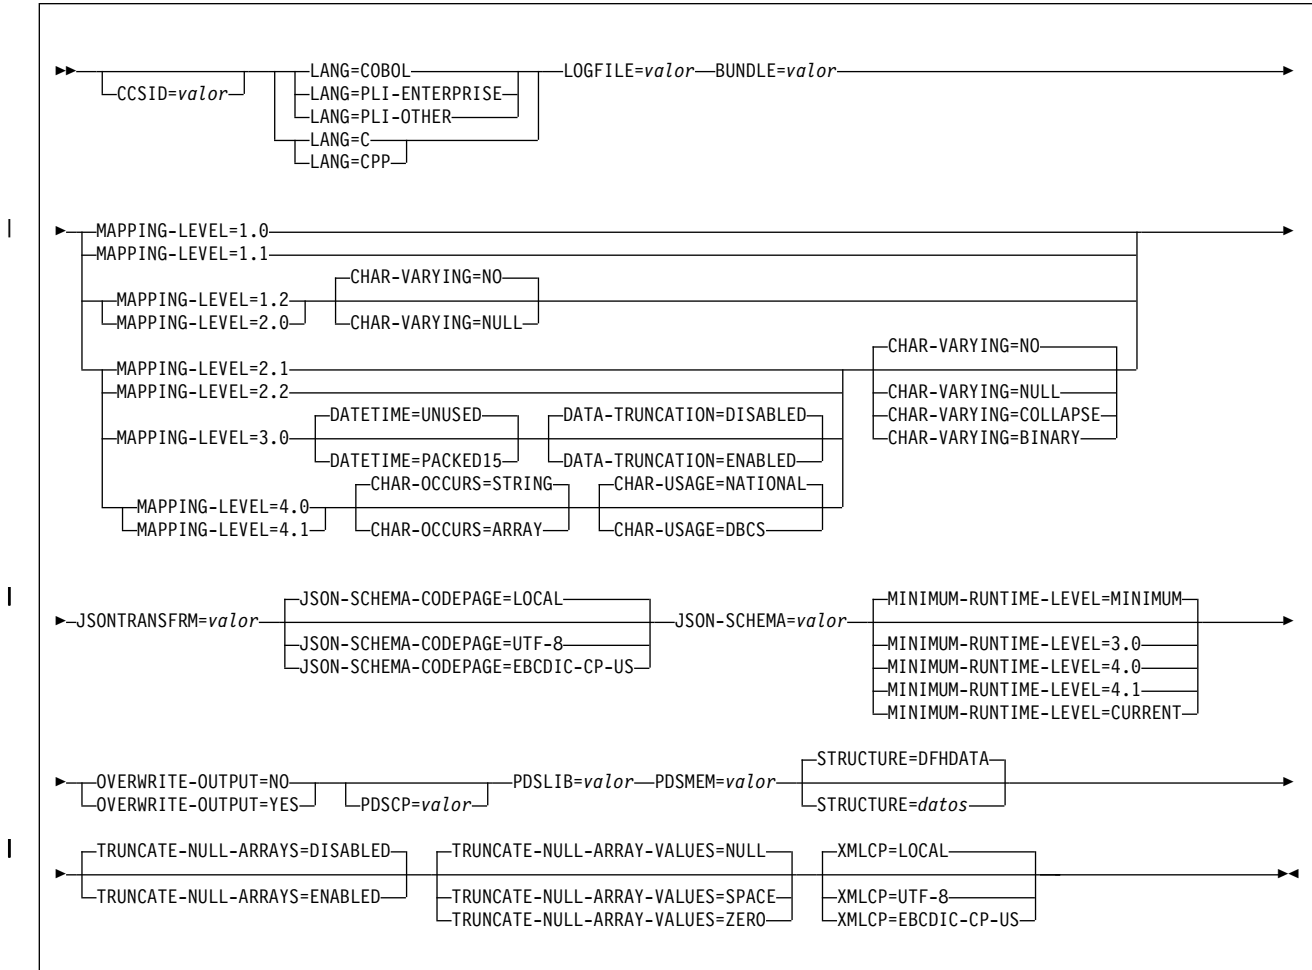 LANG=COBOL LOGFILE=valor BUNDLE=valor
CCSID=valor LANG=PLI-ENTERPRISE
LANG=PLI-OTHER
LANG=C
LANG=CPP
MAPPING-LEVEL=1.0
MAPPING-LEVEL=1.1
CHAR-VARYING=NO
MAPPING-LEVEL=1.2
MAPPING-LEVEL=2.0 CHAR-VARYING=NULL
CHAR-VARYING=NO
MAPPING-LEVEL=2.1
MAPPING-LEVEL=2.2 CHAR-VARYING=NULL
DATETIME=UNUSED DATA-TRUNCATION=DISABLED CHAR-VARYING=COLLAPSE
MAPPING-LEVEL=3.0 CHAR-VARYING=BINARY
DATETIME=PACKED15 DATA-TRUNCATION=ENABLED
CHAR-OCCURS=STRING CHAR-USAGE=NATIONAL
MAPPING-LEVEL=4.0
MAPPING-LEVEL=4.1 CHAR-OCCURS=ARRAY CHAR-USAGE=DBCS
JSON-SCHEMA-CODEPAGE=LOCAL MINIMUM-RUNTIME-LEVEL=MINIMUM
JSONTRANSFRM=valor JSON-SCHEMA=valor
JSON-SCHEMA-CODEPAGE=UTF-8 MINIMUM-RUNTIME-LEVEL=3.0
JSON-SCHEMA-CODEPAGE=EBCDIC-CP-US MINIMUM-RUNTIME-LEVEL=4.0
MINIMUM-RUNTIME-LEVEL=4.1
MINIMUM-RUNTIME-LEVEL=CURRENT
STRUCTURE=DFHDATA
OVERWRITE-OUTPUT=NO PDSLIB=valor PDSMEM=valor
OVERWRITE-OUTPUT=YES PDSCP=valor STRUCTURE=datos
TRUNCATE-NULL-ARRAYS=DISABLED TRUNCATE-NULL-ARRAY-VALUES=NULL XMLCP=LOCAL
TRUNCATE-NULL-ARRAYS=ENABLED TRUNCATE-NULL-ARRAY-VALUES=SPACE XMLCP=UTF-8
TRUNCATE-NULL-ARRAY-VALUES=ZERO XMLCP=EBCDIC-CP-US